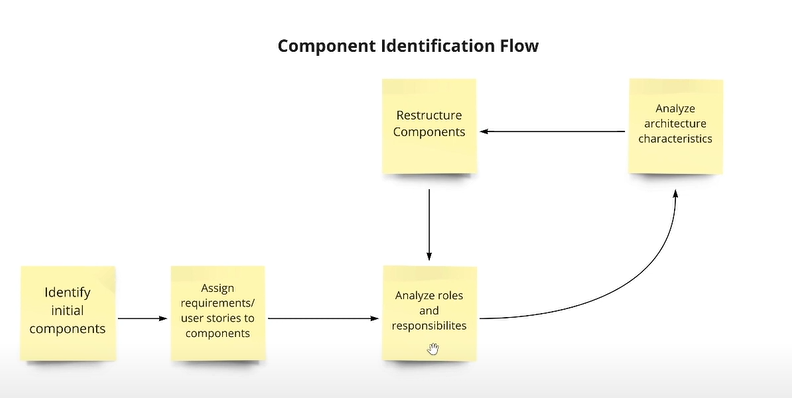 Component Identification Flow
Restructure
Components
Analyze
architecture
characteristics
Identify
initial
components
Assign
requirements/
user stories to
components
Analyze roles
and
responsibilites